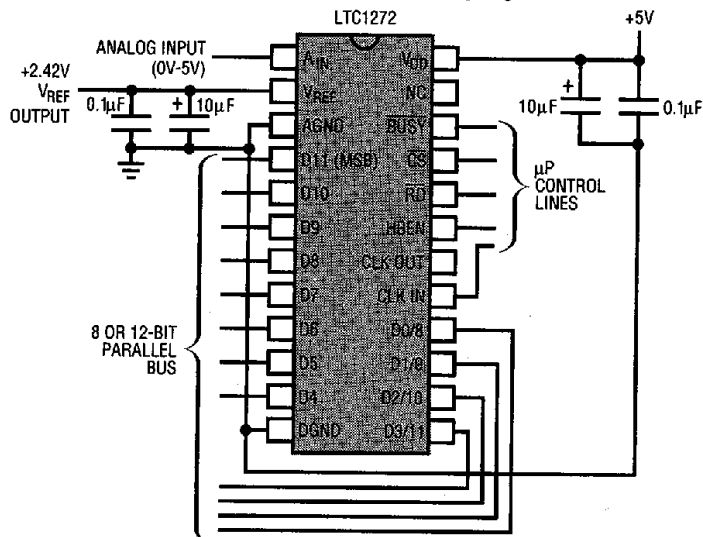 LTC1272
+5V
ANALOG INPUT
(0V-5V)
+2.42V
VREF
OUTPUT
0.1µF
+
10µF
AIN
VREF
AGND
D11 (MSB)
D10
D9
D8
D7
D6
D5
D4
DGND
VDD
NC
BUSY
CS
RD
HBEN
CLK OUT
CLK IN
D0/8
D1/9
D2/10
D3/11
+
10µF
0.1µF
µP
CONTROL
LINES
8 OR 12-BIT
PARALLEL
BUS